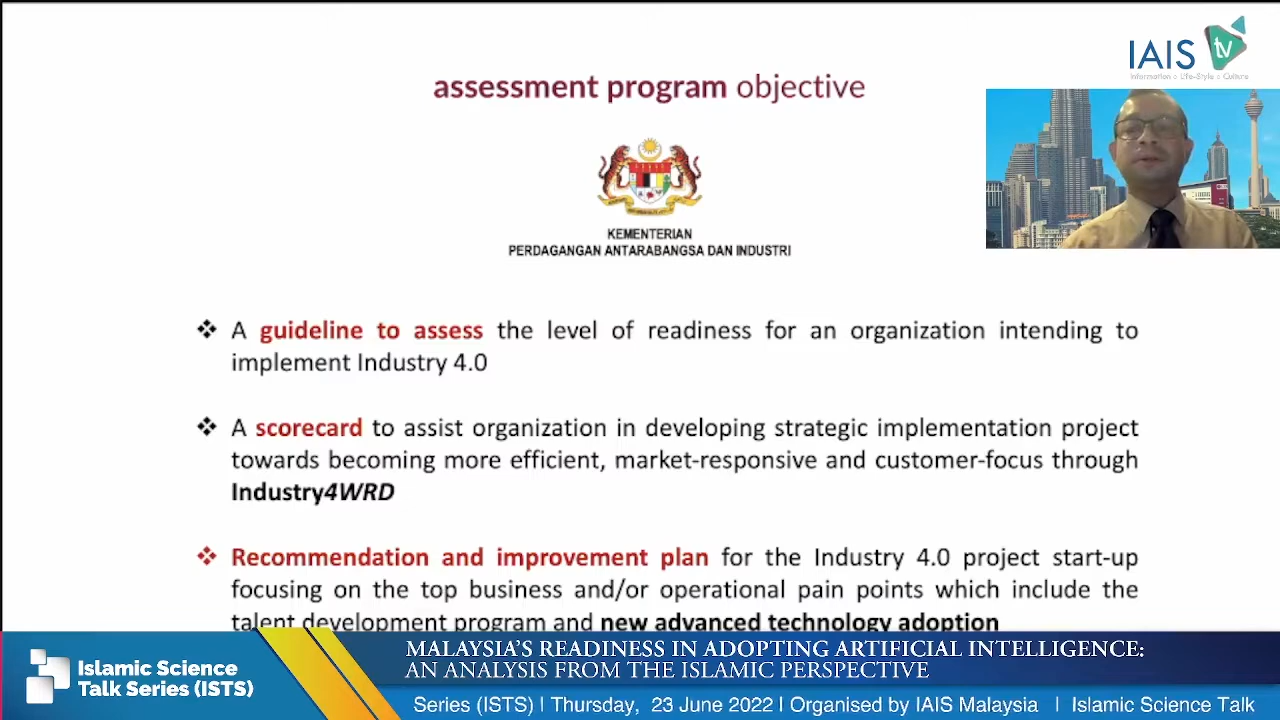 IAIS tv
Information : Life-Style : Culture
assessment program objective
KEMENTERIAN
PERDAGANGAN ANTARABANGSA DAN INDUSTRI
❖ A guideline to assess the level of readiness for an organization intending to
implement Industry 4.0
❖ A scorecard to assist organization in developing strategic implementation project
towards becoming more efficient, market-responsive and customer-focus through
Industry4WRD
❖ Recommendation and improvement plan for the Industry 4.0 project start-up
focusing on the top business and/or operational pain points which include the
talent development program and new advanced technology adoption
Islamic Science
Talk Series (ISTS)
MALAYSIA'S READINESS IN ADOPTING ARTIFICIAL INTELLIGENCE:
AN ANALYSIS FROM THE ISLAMIC PERSPECTIVE
Series (ISTS) I Thursday, 23 June 2022 I Organised by IAIS Malaysia | Islamic Science Talk